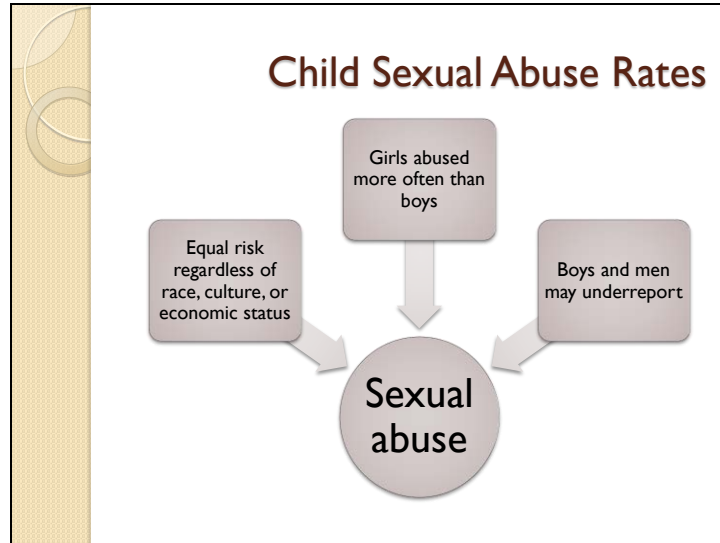 Child Sexual Abuse Rates
Girls abused
more often than
boys
Equal risk
regardless of
race, culture, or
economic status
Boys and men
may underreport
Sexual
abuse